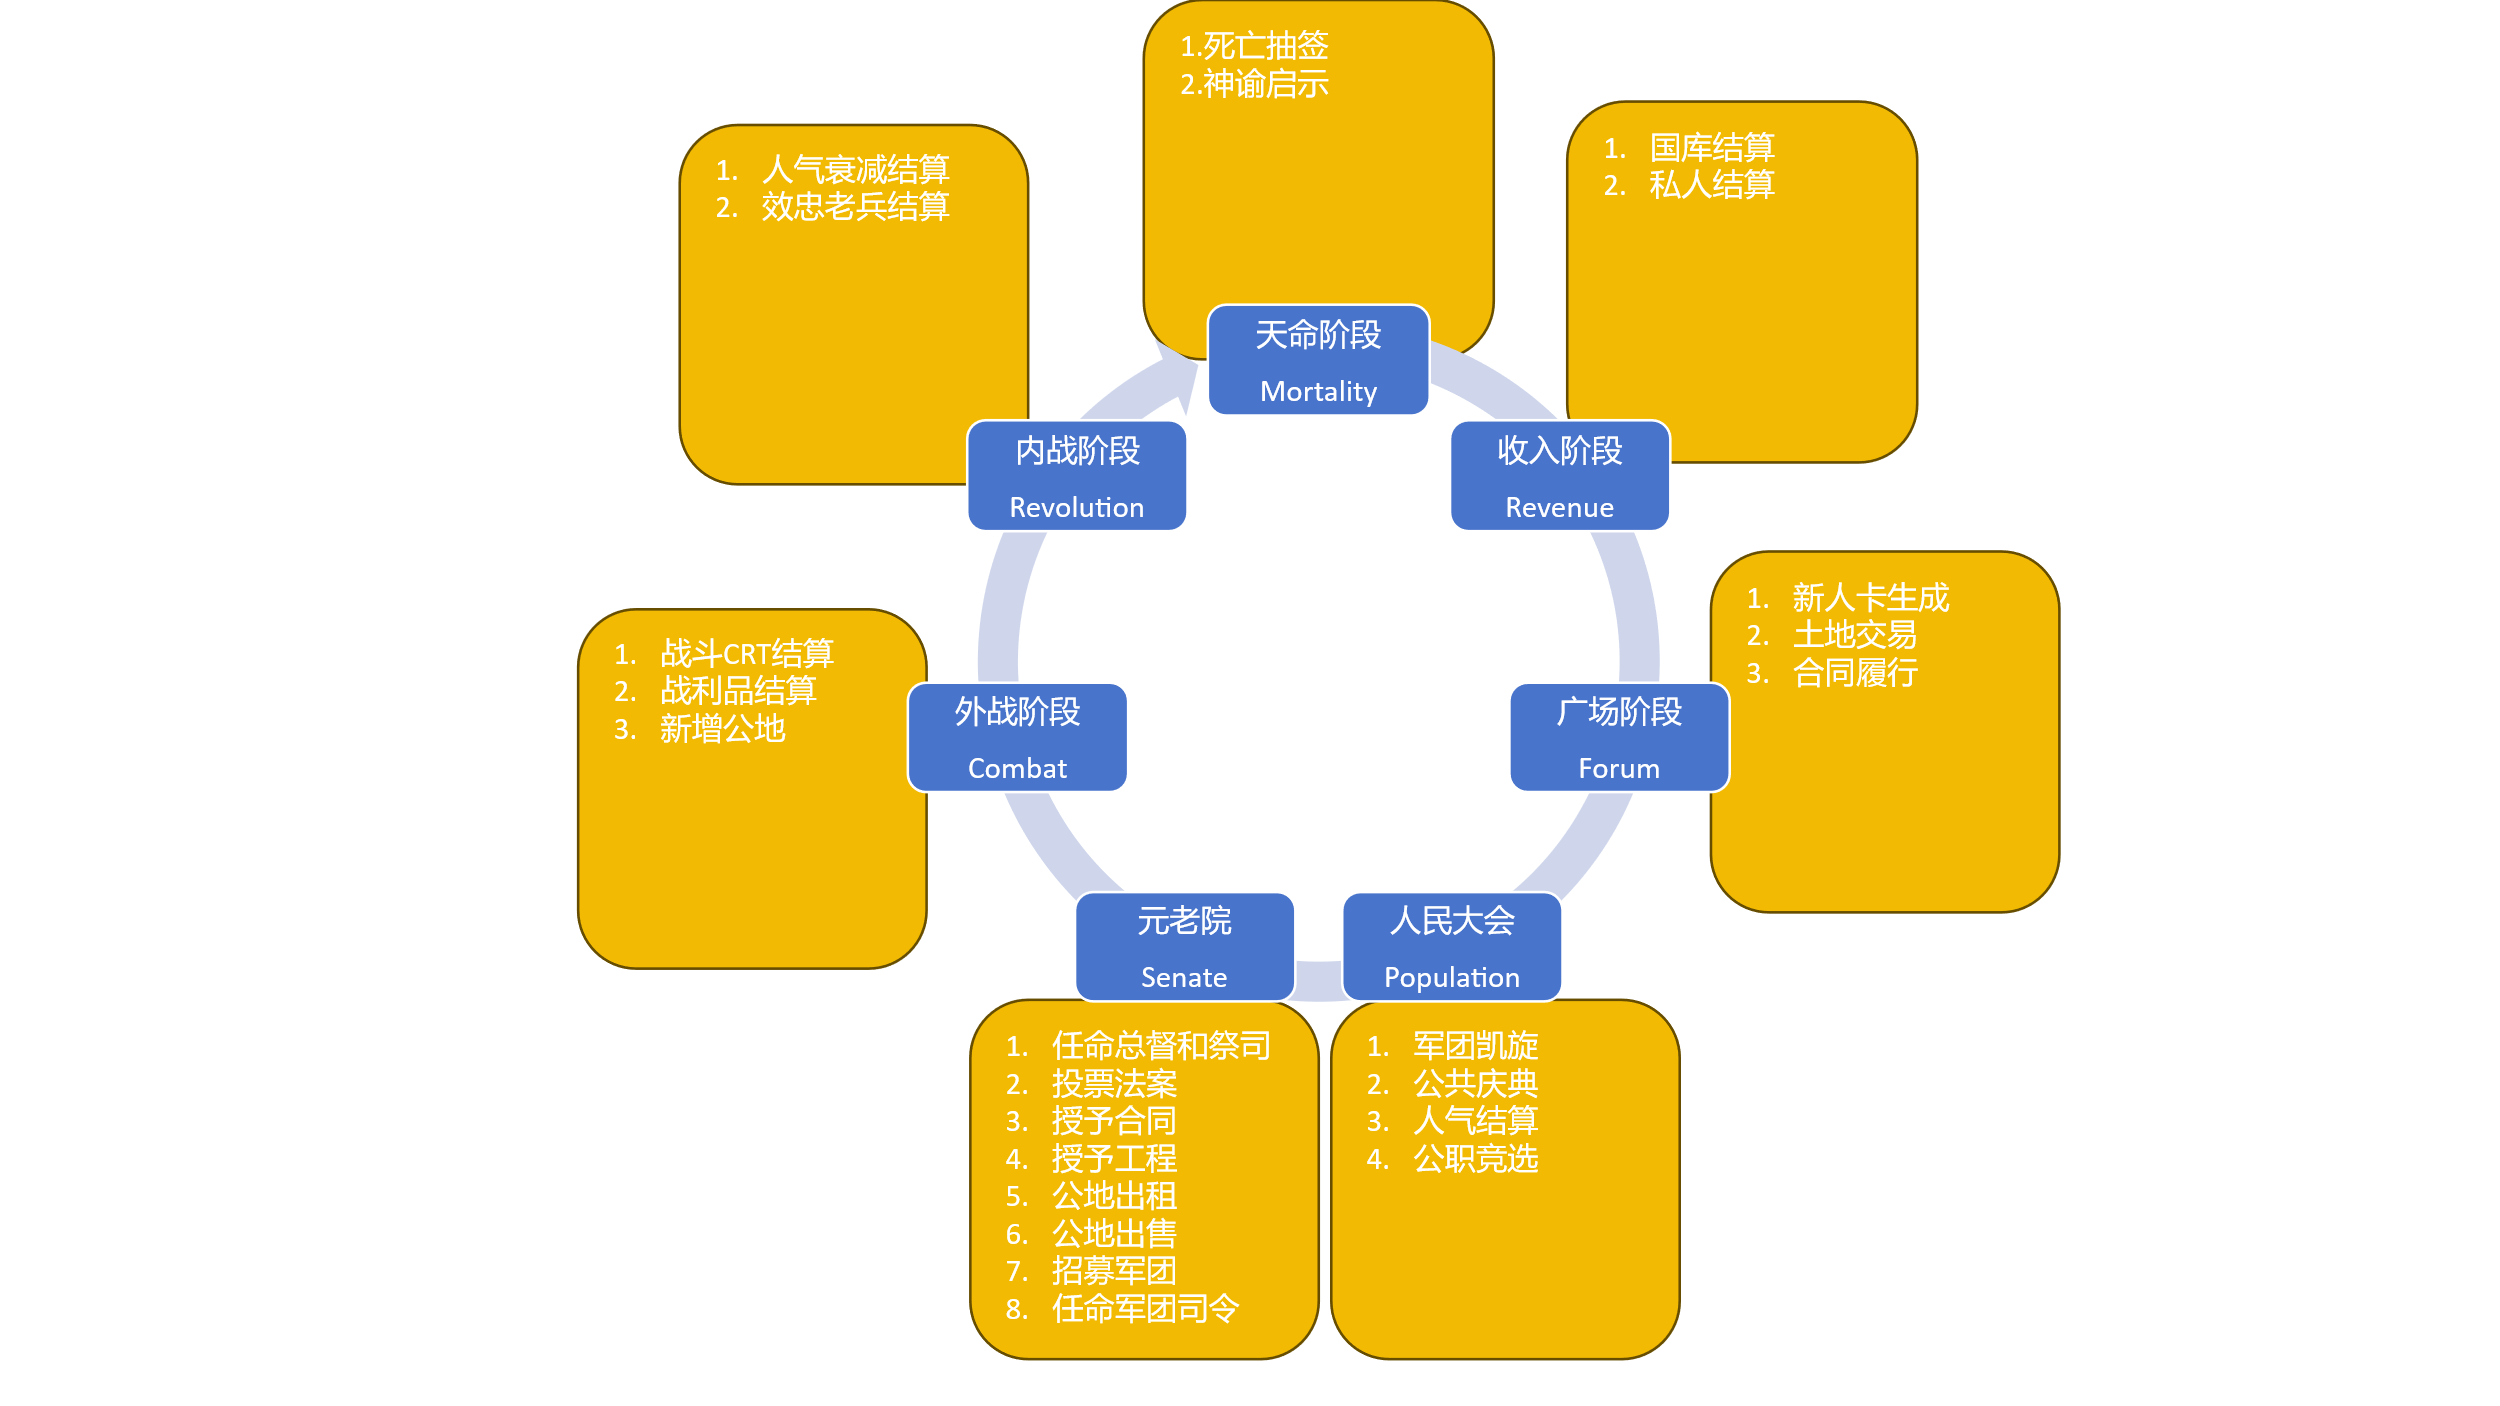 1.死亡抽签
2.神谕启示
天命阶段
Mortality
1. 国库结算
2. 私人结算
收入阶段
Revenue
1. 新人卡生成
2. 土地交易
3. 合同履行
广场阶段
Forum
人民大会
Population
1. 军团凯旋
2. 公共庆典
3. 人气结算
4. 公职竞选
元老院
Senate
1. 任命总督和祭司
2. 投票法案
3. 授予合同
4. 授予工程
5. 公地出租
6. 公地出售
7. 招募军团
8. 任命军团司令
1. 战斗CRT结算
2. 战利品结算
3. 新增公地
外战阶段
Combat
1. 人气衰减结算
2. 效忠老兵结算
内战阶段
Revolution